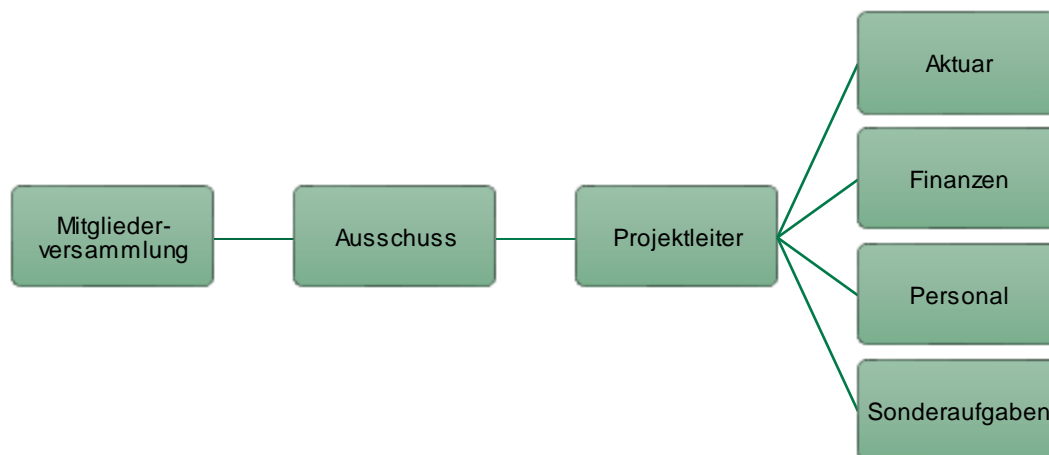 Mitglieder-
versammlung
Ausschuss
Projektleiter
Aktuar
Finanzen
Personal
Sonderaufgaben